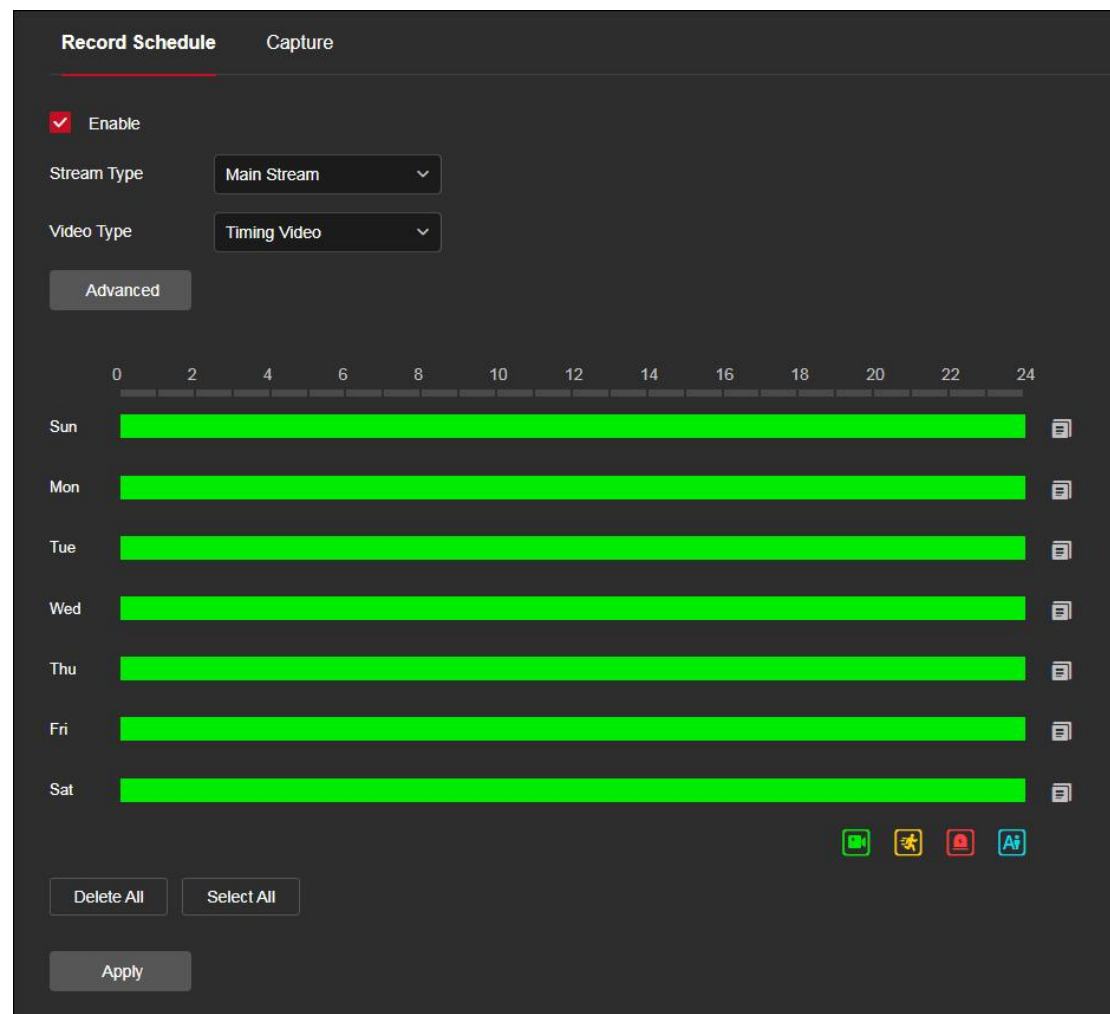 Record Schedule Capture
Enable
Stream Type Main Stream
Video Type Timing Video
Advanced
0 2 4 6 8 10 12 14 16 18 20 22 24
Sun
Mon
Tue
Wed
Thu
Fri
Sat
A
Delete All Select All
Apply